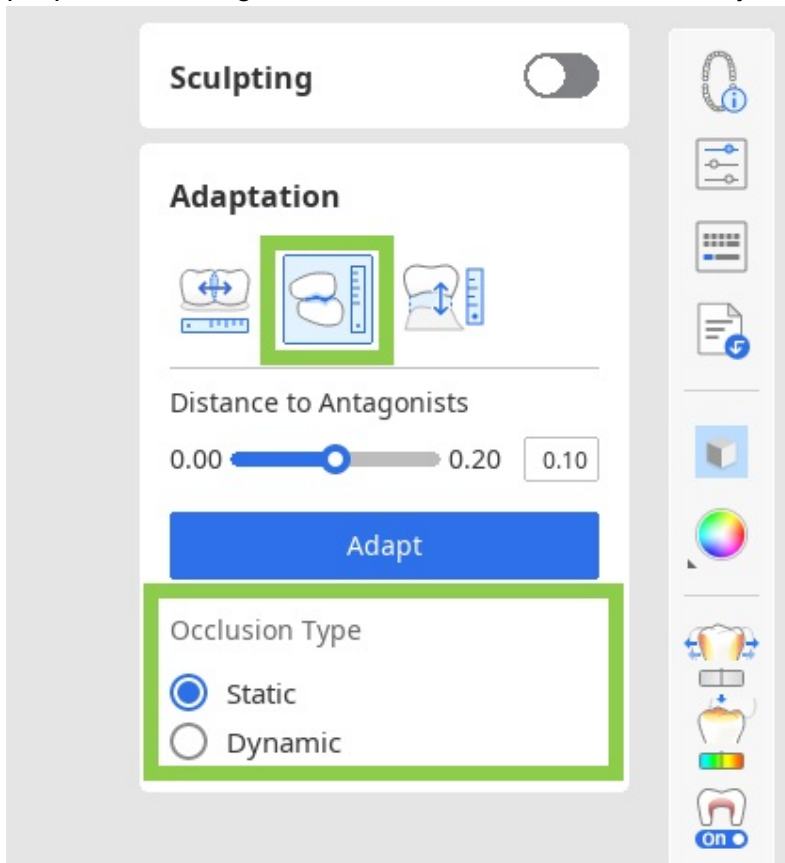 Sculpting
Adaptation
Distance to Antagonists
0.00 0.20 0.10
Adapt
Occlusion Type
Static
Dynamic
On